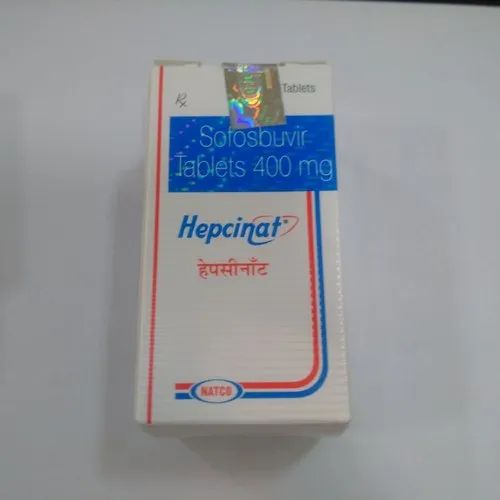 Rx
Tablets
Sofosbuvir
Tablets 400 mg
Hepcinat®
हेपसीनाँट
NATCO